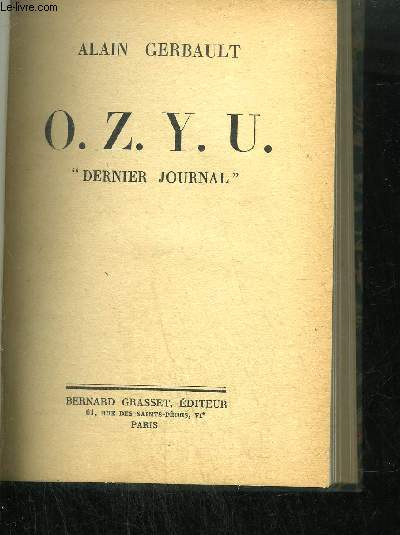 Le-livre.com
ALAIN GERBAULT
O. Z. Y. U.
"DERNIER JOURNAL"
BERNARD GRASSET, ÉDITEUR
61, RUE DES SAINTS-PÈRES, VIe
PARIS